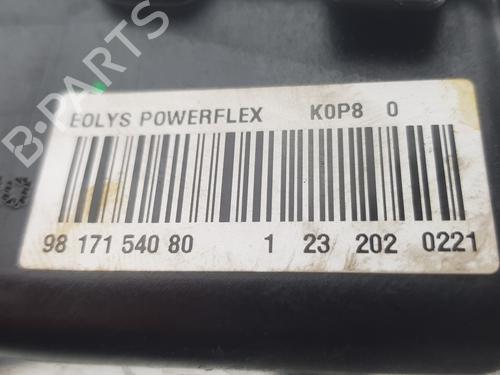 EOLYS POWERFLEX K0P8 0
98 171 540 80 1 23 202 0221
B-PARTS